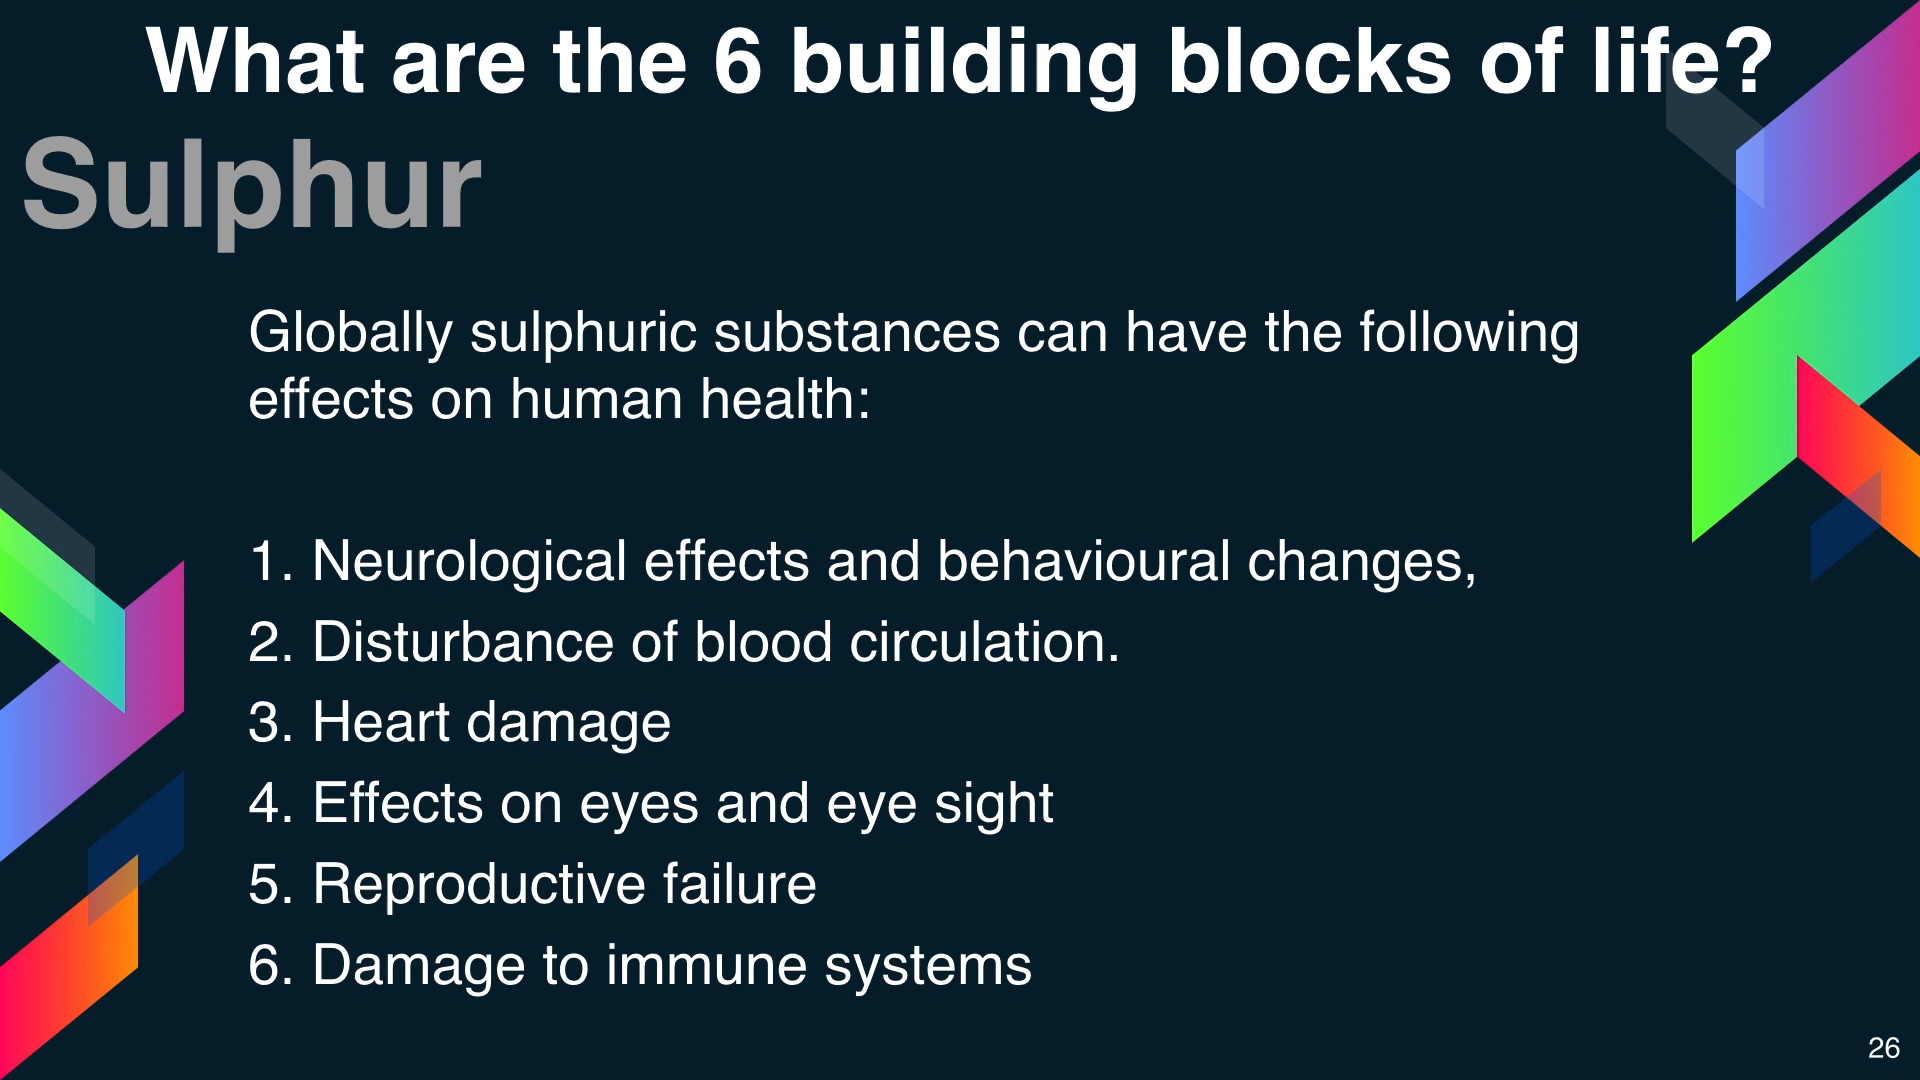 What are the 6 building blocks of life?
Sulphur
Globally sulphuric substances can have the following
effects on human health:
1. Neurological effects and behavioural changes,
2. Disturbance of blood circulation.
3. Heart damage
4. Effects on eyes and eye sight
5. Reproductive failure
6. Damage to immune systems
26